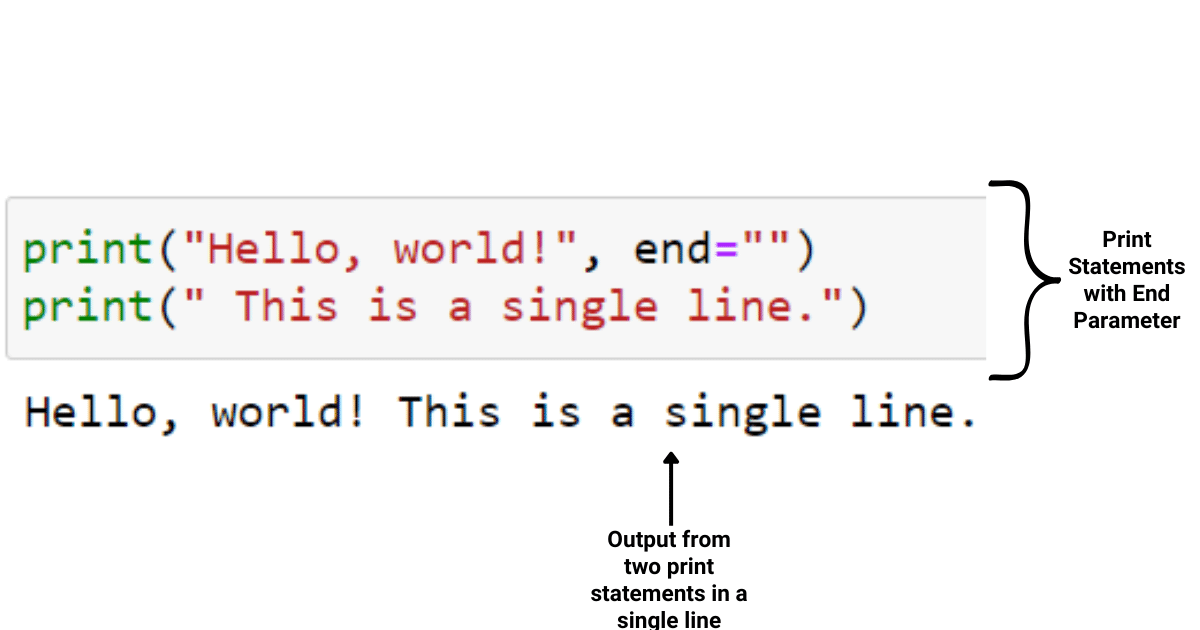 print("Hello, world!", end="")
print(" This is a single line.")
Print
Statements
with End
Parameter
Hello, world! This is a single line.
Output from
two print
statements in a
single line